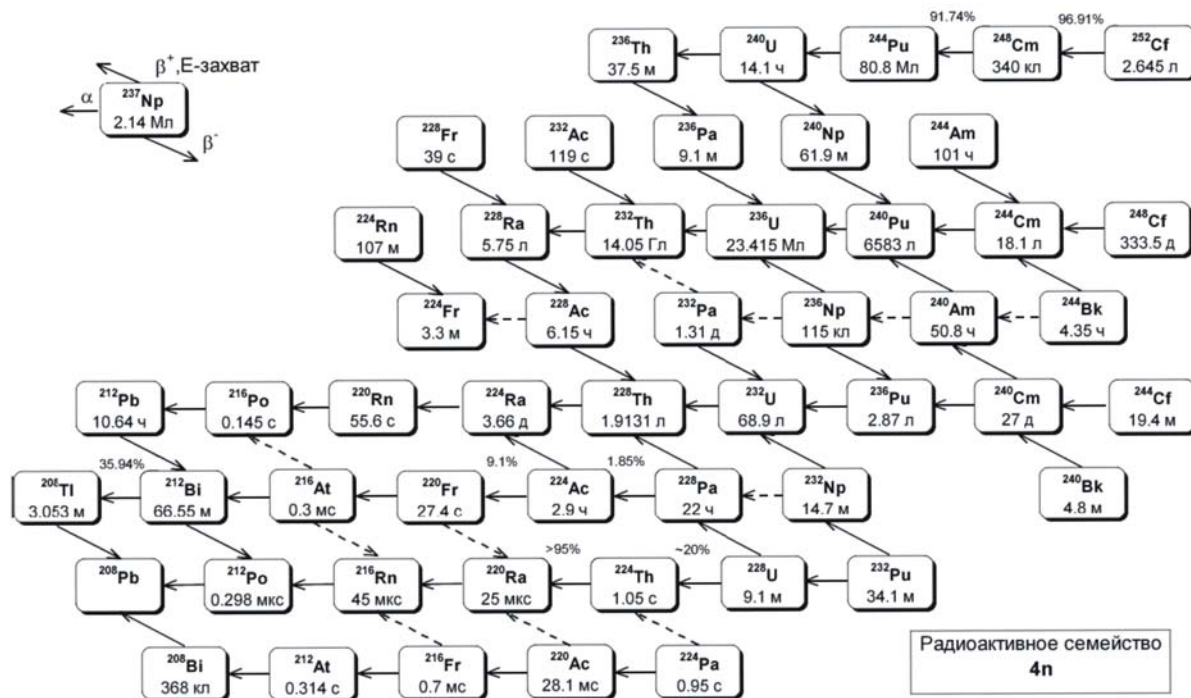 91.74%
96.91%
β⁺,Е-захват
α
²³⁷Np
2.14 Мл
β⁻
²³⁶Th
37.5 м
²⁴⁰U
14.1 ч
²⁴⁴Pu
80.8 Мл
²⁴⁸Cm
340 кл
²⁵²Cf
2.645 л
²²⁸Fr
39 с
²³²Ac
119 с
²³⁶Pa
9.1 м
²⁴⁰Np
61.9 м
²⁴⁴Am
101 ч
²²⁴Rn
107 м
²²⁸Ra
5.75 л
²³²Th
14.05 Гл
²³⁶U
23.415 Мл
²⁴⁰Pu
6583 л
²⁴⁴Cm
18.1 л
²⁴⁸Cf
333.5 д
²²⁴Fr
3.3 м
²²⁸Ac
6.15 ч
²³²Pa
1.31 д
²³⁶Np
115 кл
²⁴⁰Am
50.8 ч
²⁴⁴Bk
4.35 ч
²¹²Pb
10.64 ч
²¹⁶Po
0.145 с
²²⁰Rn
55.6 с
²²⁴Ra
3.66 д
²²⁸Th
1.9131 л
²³²U
68.9 л
²³⁶Pu
2.87 л
²⁴⁰Cm
27 д
²⁴⁴Cf
19.4 м
35.94%
9.1%
1.85%
²⁰⁸Tl
3.053 м
²¹²Bi
66.55 м
²¹⁶At
0.3 мс
²²⁰Fr
27.4 с
²²⁴Ac
2.9 ч
²²⁸Pa
22 ч
²³²Np
14.7 м
²⁴⁰Bk
4.8 м
>95%
~20%
²⁰⁸Pb
²¹²Po
0.298 мкс
²¹⁶Rn
45 мкс
²²⁰Ra
25 мкс
²²⁴Th
1.05 с
²²⁸U
9.1 м
²³²Pu
34.1 м
²⁰⁸Bi
368 кл
²¹²At
0.314 с
²¹⁶Fr
0.7 мс
²²⁰Ac
28.1 мс
²²⁴Pa
0.95 с
Радиоактивное семейство
4n